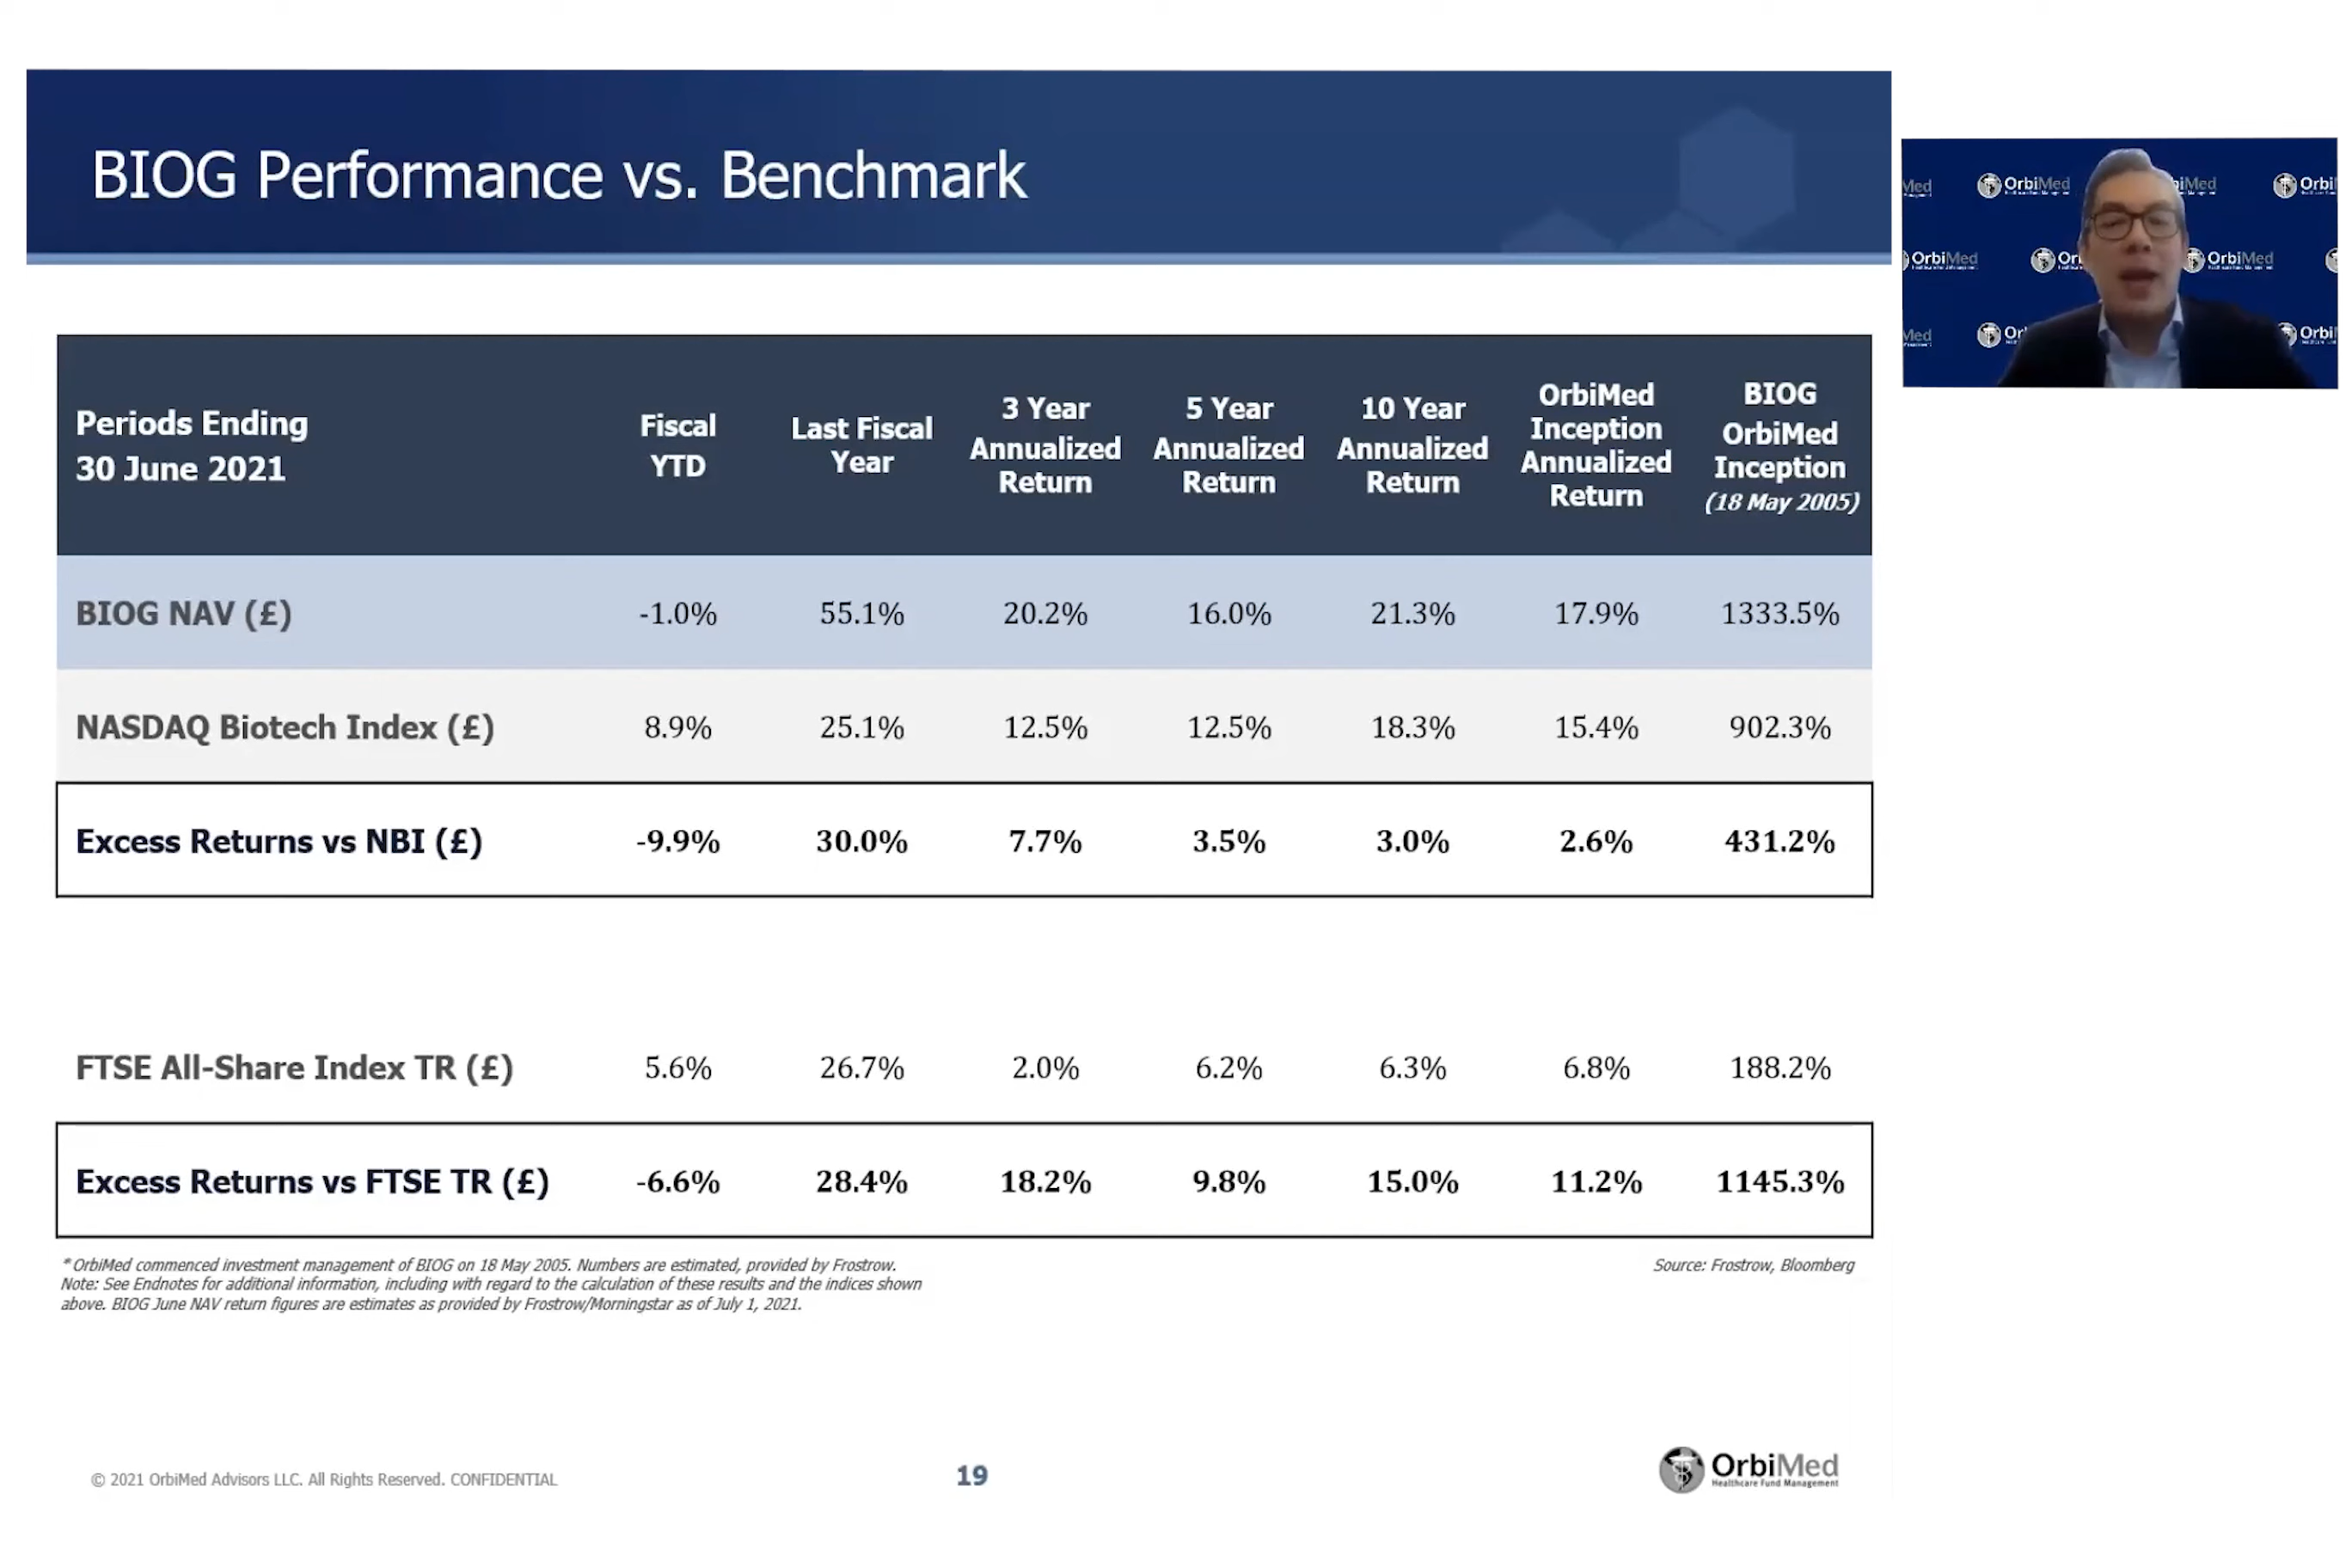 BIOG Performance vs. Benchmark
Periods Ending
30 June 2021
Fiscal
YTD
Last Fiscal
Year
3 Year
Annualized
Return
5 Year
Annualized
Return
10 Year
Annualized
Return
OrbiMed
Inception
Annualized
Return
BIOG
OrbiMed
Inception
(18 May 2005)
BIOG NAV (£) -1.0% 55.1% 20.2% 16.0% 21.3% 17.9% 1333.5%
NASDAQ Biotech Index (£) 8.9% 25.1% 12.5% 12.5% 18.3% 15.4% 902.3%
Excess Returns vs NBI (£) -9.9% 30.0% 7.7% 3.5% 3.0% 2.6% 431.2%
FTSE All-Share Index TR (£) 5.6% 26.7% 2.0% 6.2% 6.3% 6.8% 188.2%
Excess Returns vs FTSE TR (£) -6.6% 28.4% 18.2% 9.8% 15.0% 11.2% 1145.3%
* OrbiMed commenced investment management of BIOG on 18 May 2005. Numbers are estimated, provided by Frostrow.
Note: See Endnotes for additional information, including with regard to the calculation of these results and the indices shown
above. BIOG June NAV return figures are estimates as provided by Frostrow/Morningstar as of July 1, 2021.
Source: Frostrow, Bloomberg
© 2021 OrbiMed Advisors LLC. All Rights Reserved. CONFIDENTIAL
19
OrbiMed
Healthcare Fund Management
Med
OrbiMed
biMed
Orbi
OrbiMed
Or
OrbiMed
Med
Or
Orbi